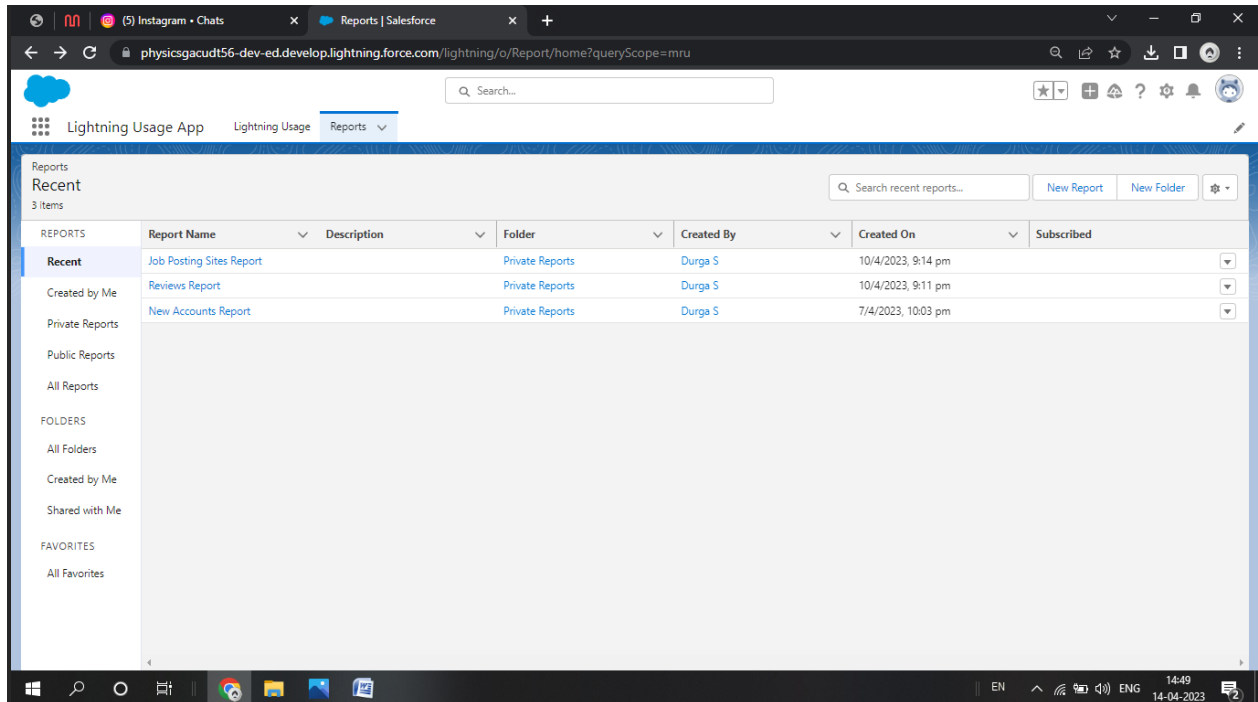 (5) Instagram • Chats
Reports | Salesforce
physicsgacudt56-dev-ed.develop.lightning.force.com/lightning/o/Report/home?queryScope=mru
Search...
Lightning Usage App Lightning Usage Reports
Reports
Recent
3 items
Search recent reports...
New Report
New Folder
REPORTS
Recent
Created by Me
Private Reports
Public Reports
All Reports
FOLDERS
All Folders
Created by Me
Shared with Me
FAVORITES
All Favorites
Report Name Description Folder Created By Created On Subscribed
Job Posting Sites Report Private Reports Durga S 10/4/2023, 9:14 pm
Reviews Report Private Reports Durga S 10/4/2023, 9:11 pm
New Accounts Report Private Reports Durga S 7/4/2023, 10:03 pm
EN
ENG
14:49
14-04-2023
2